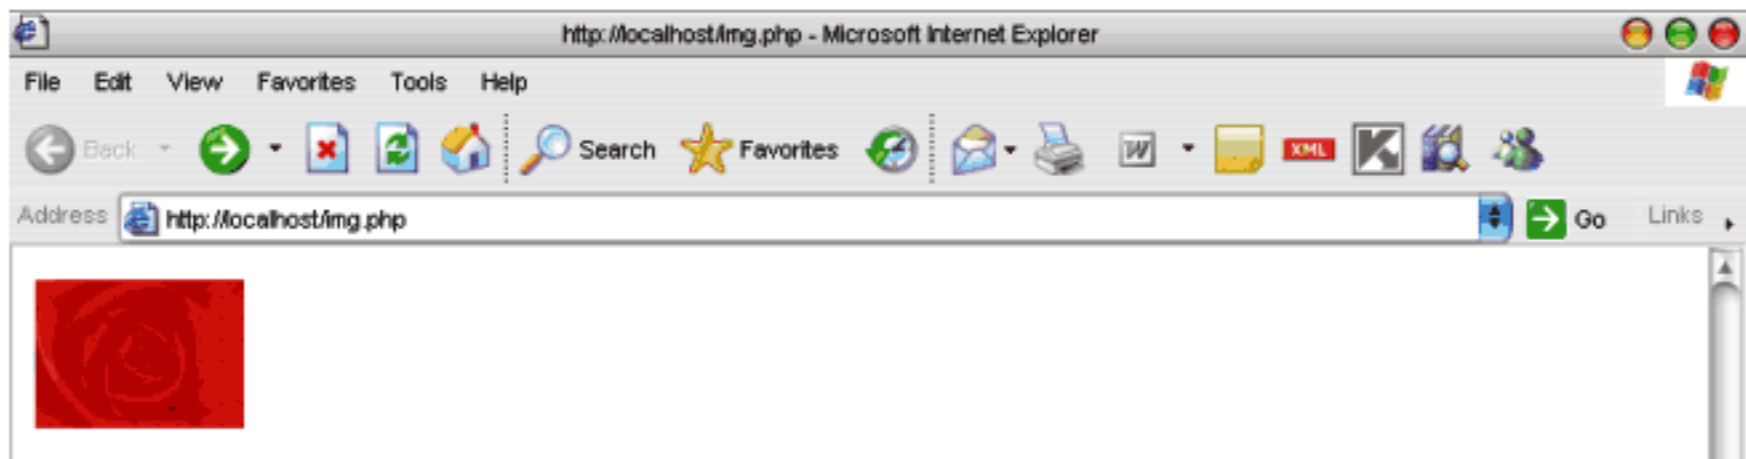 http://localhost/img.php - Microsoft Internet Explorer
File Edit View Favorites Tools Help
Back Search Favorites W XML K
Address http://localhost/img.php Go Links